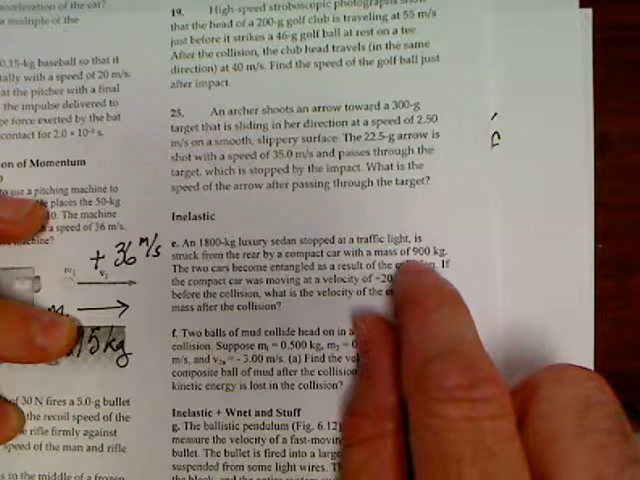 acceleration of the car?
a multiple of the
0.15-kg baseball so that it
tally with a speed of 20 m/s.
at the pitcher with a final
the impulse delivered to
ge force exerted by the bat
contact for 2.0 × 10⁻³ s.
on of Momentum
to use a pitching machine to
places the 50-kg
The machine
a speed of 36 m/s.
machine?
+ 36 m/s
m₁
v₂
15 kg
of 30 N fires a 5.0-g bullet
the recoil speed of the
rifle firmly against
speed of the man and rifle
s in the middle of a frozen
19. High-speed stroboscopic photographs show
that the head of a 200-g golf club is traveling at 55 m/s
just before it strikes a 46-g golf ball at rest on a tee.
After the collision, the club head travels (in the same
direction) at 40 m/s. Find the speed of the golf ball just
after impact.
25. An archer shoots an arrow toward a 300-g
target that is sliding in her direction at a speed of 2.50
m/s on a smooth, slippery surface. The 22.5-g arrow is
shot with a speed of 35.0 m/s and passes through the
target, which is stopped by the impact. What is the
speed of the arrow after passing through the target?
Inelastic
e. An 1800-kg luxury sedan stopped at a traffic light, is
struck from the rear by a compact car with a mass of 900 kg.
The two cars become entangled as a result of the collision. If
the compact car was moving at a velocity of +20
before the collision, what is the velocity of the
mass after the collision?
f. Two balls of mud collide head on in a
collision. Suppose m₁ = 0.500 kg, m₂ = 0
m/s, and v₂ₒ = - 3.00 m/s. (a) Find the
composite ball of mud after the collision
kinetic energy is lost in the collision?
Inelastic + Wnet and Stuff
g. The ballistic pendulum (Fig. 6.12)
measure the velocity of a fast-moving
bullet. The bullet is fired into a large
suspended from some light wires.